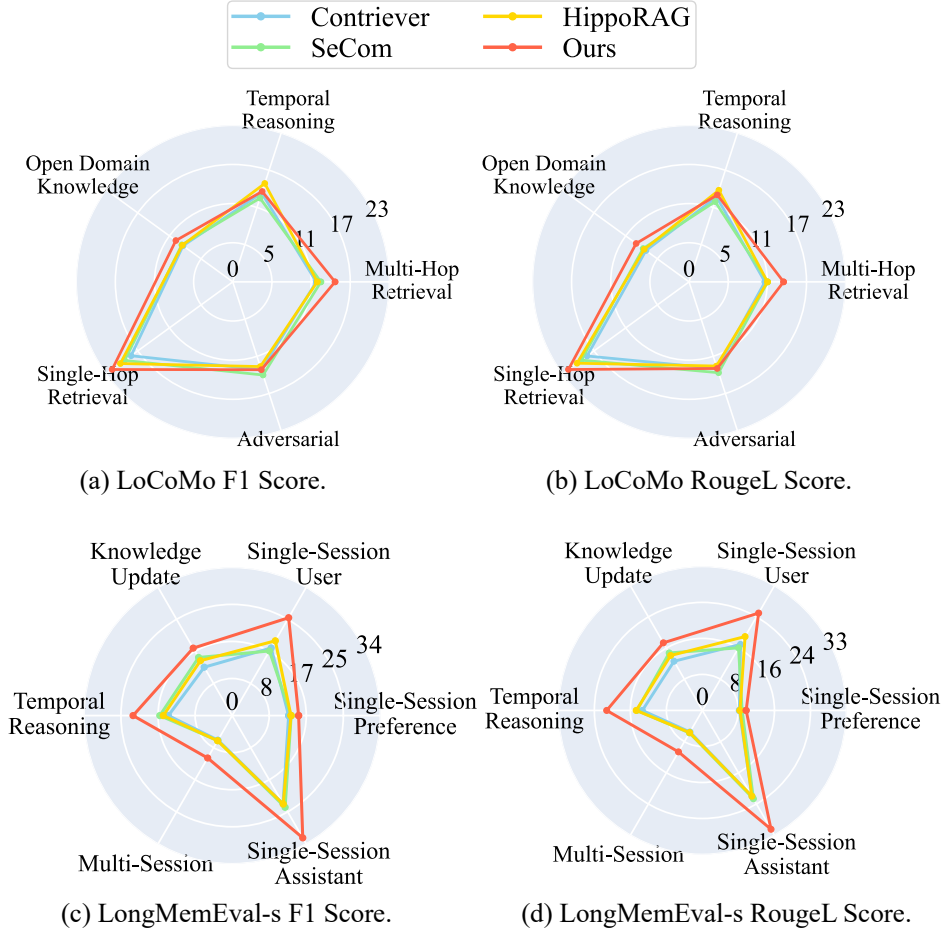 Contriever
HippoRAG
SeCom
Ours
Temporal
Reasoning
Open Domain
Knowledge
23
17
11
5
0
Multi-Hop
Retrieval
Single-Hop
Retrieval
Adversarial
(a) LoCoMo F1 Score.
Temporal
Reasoning
Open Domain
Knowledge
23
17
11
5
0
Multi-Hop
Retrieval
Single-Hop
Retrieval
Adversarial
(b) LoCoMo RougeL Score.
Knowledge
Update
Single-Session
User
34
25
17
8
0
Temporal
Reasoning
Single-Session
Preference
Multi-Session
Single-Session
Assistant
(c) LongMemEval-s F1 Score.
Knowledge
Update
Single-Session
User
33
24
16
8
0
Temporal
Reasoning
Single-Session
Preference
Multi-Session
Single-Session
Assistant
(d) LongMemEval-s RougeL Score.